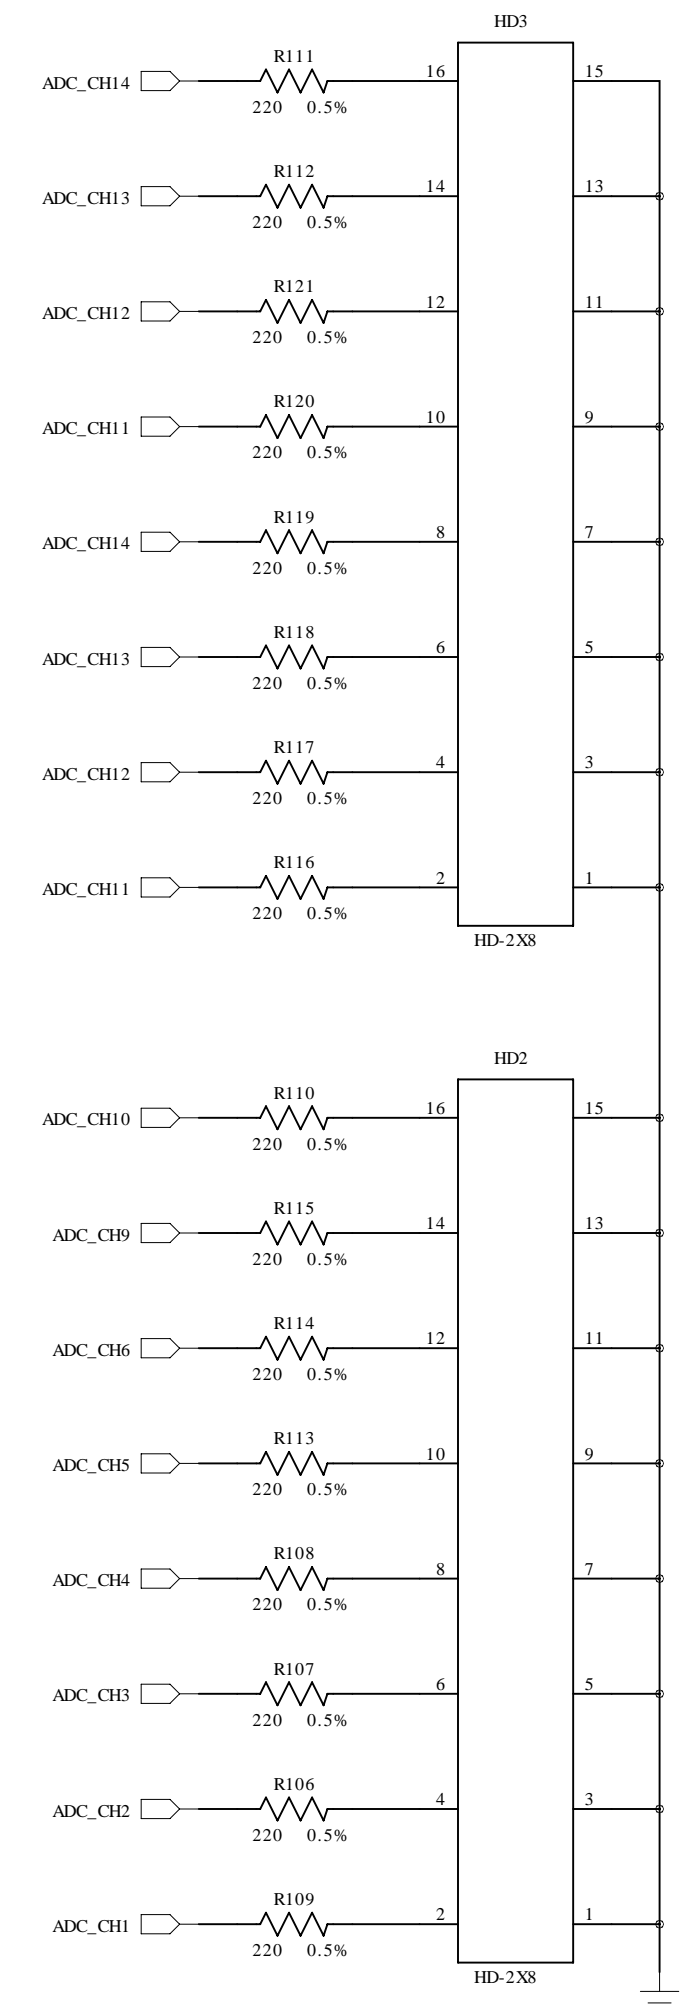 HD3
R111
ADC_CH14 16 15
220 0.5%
R112
ADC_CH13 14 13
220 0.5%
R121
ADC_CH12 12 11
220 0.5%
R120
ADC_CH11 10 9
220 0.5%
R119
ADC_CH14 8 7
220 0.5%
R118
ADC_CH13 6 5
220 0.5%
R117
ADC_CH12 4 3
220 0.5%
R116
ADC_CH11 2 1
220 0.5%
HD-2X8
HD2
R110
ADC_CH10 16 15
220 0.5%
R115
ADC_CH9 14 13
220 0.5%
R114
ADC_CH6 12 11
220 0.5%
R113
ADC_CH5 10 9
220 0.5%
R108
ADC_CH4 8 7
220 0.5%
R107
ADC_CH3 6 5
220 0.5%
R106
ADC_CH2 4 3
220 0.5%
R109
ADC_CH1 2 1
220 0.5%
HD-2X8